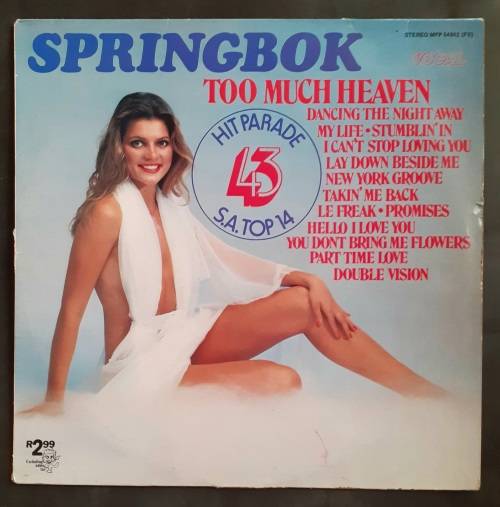 STEREO MFP 54842 (FS)
SPRINGBOK
TOO MUCH HEAVEN
DANCING THE NIGHT AWAY
MY LIFE • STUMBLIN' IN
I CAN'T STOP LOVING YOU
LAY DOWN BESIDE ME
NEW YORK GROOVE
TAKIN' ME BACK
LE FREAK • PROMISES
HELLO I LOVE YOU
YOU DONT BRING ME FLOWERS
PART TIME LOVE
DOUBLE VISION
HIT PARADE
43
S.A. TOP 14
R2.99